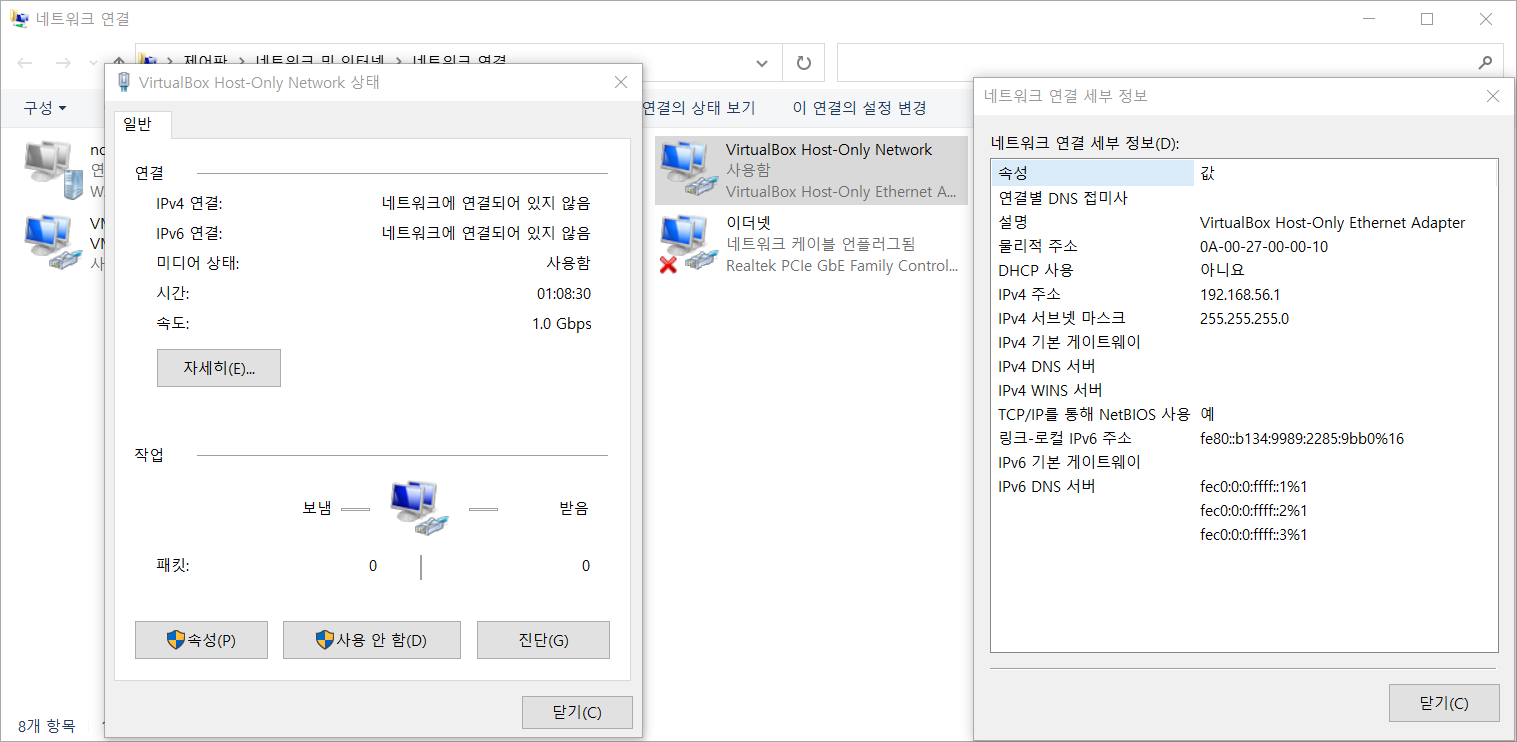 네트워크 연결
제어판
네트워크 및 인터넷
네트워크 연결
구성
연결의 상태 보기
이 연결의 설정 변경
VirtualBox Host-Only Network
사용함
VirtualBox Host-Only Ethernet A...
이더넷
네트워크 케이블 언플러그됨
Realtek PCIe GbE Family Control...
8개 항목
VirtualBox Host-Only Network 상태
일반
연결
IPv4 연결: 네트워크에 연결되어 있지 않음
IPv6 연결: 네트워크에 연결되어 있지 않음
미디어 상태: 사용함
시간: 01:08:30
속도: 1.0 Gbps
자세히(E)...
작업
보냄 받음
패킷: 0 0
속성(P) 사용 안 함(D) 진단(G)
닫기(C)
네트워크 연결 세부 정보
네트워크 연결 세부 정보(D):
속성 값
연결별 DNS 접미사
설명 VirtualBox Host-Only Ethernet Adapter
물리적 주소 0A-00-27-00-00-10
DHCP 사용 아니요
IPv4 주소 192.168.56.1
IPv4 서브넷 마스크 255.255.255.0
IPv4 기본 게이트웨이
IPv4 DNS 서버
IPv4 WINS 서버
TCP/IP를 통해 NetBIOS 사용 예
링크-로컬 IPv6 주소 fe80::b134:9989:2285:9bb0%16
IPv6 기본 게이트웨이
IPv6 DNS 서버 fec0:0:0:ffff::1%1
fec0:0:0:ffff::2%1
fec0:0:0:ffff::3%1
닫기(C)